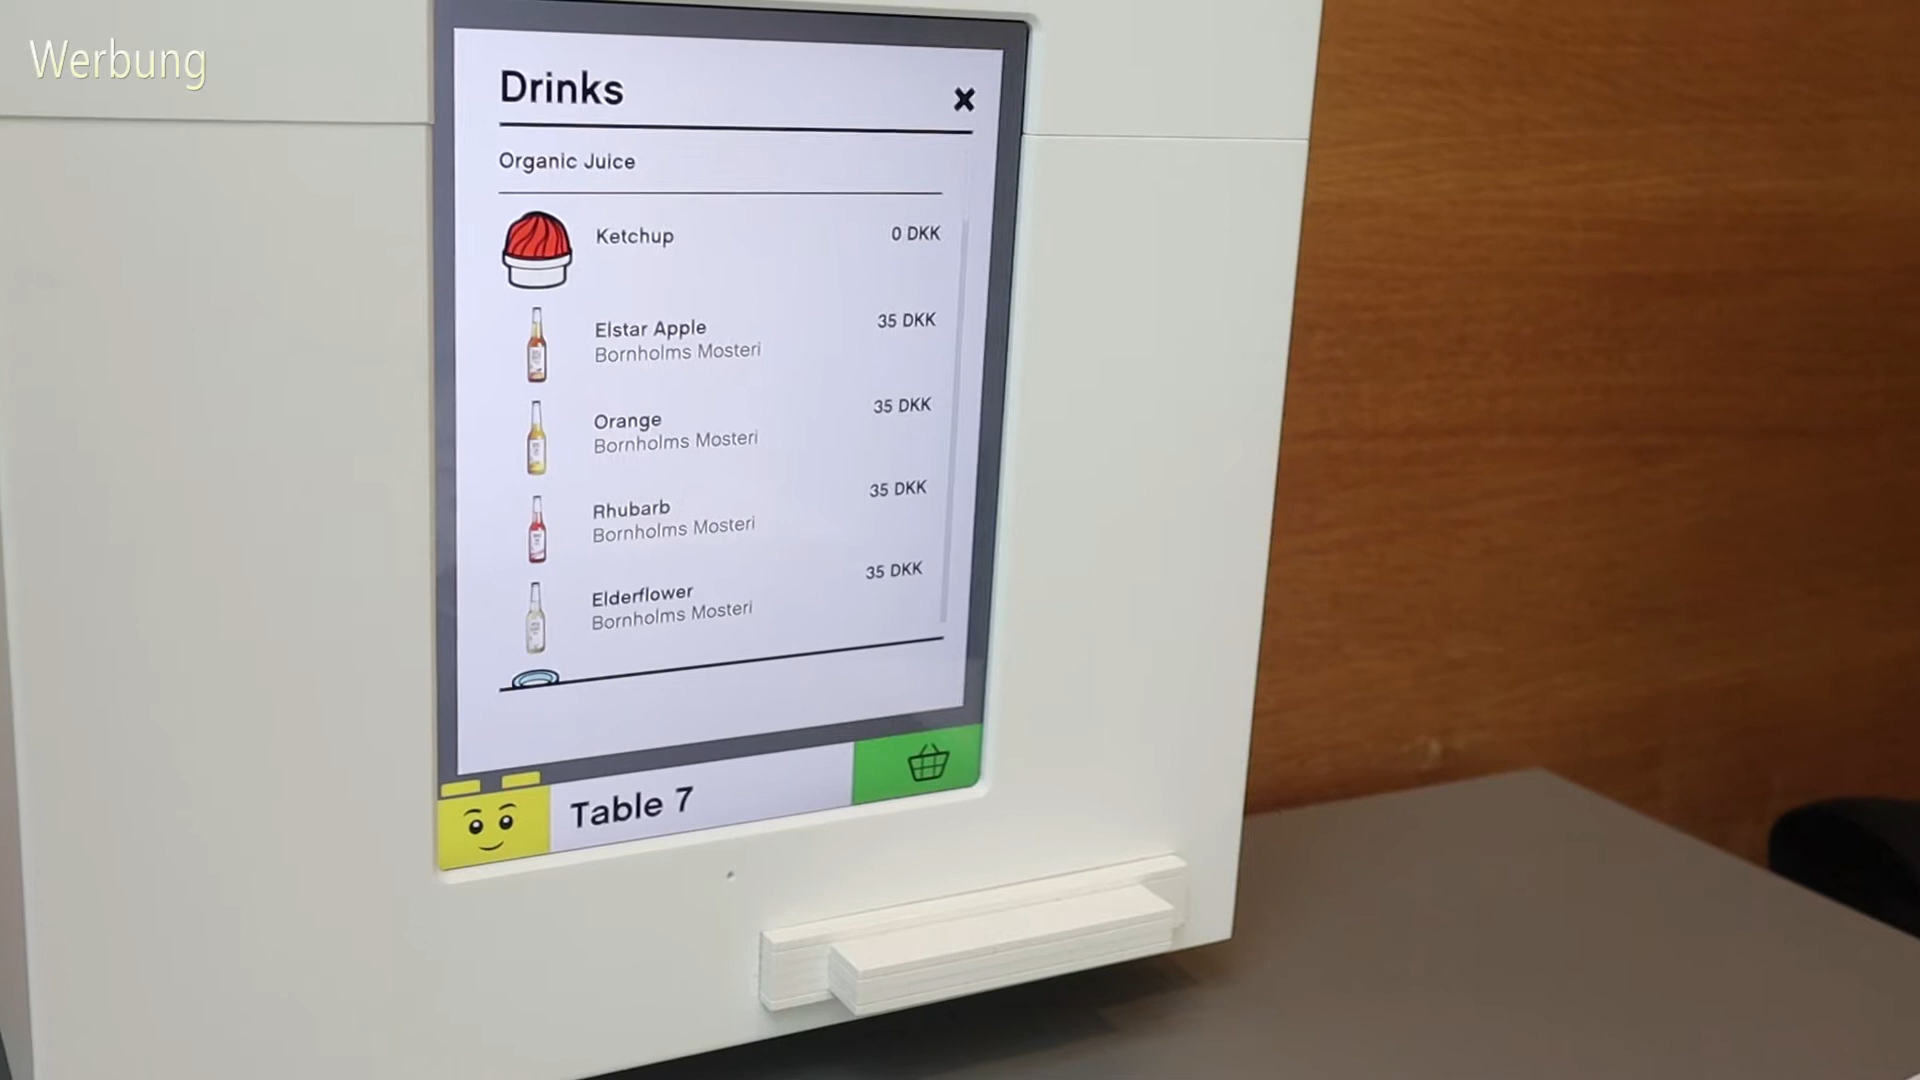 Werbung
Drinks
Organic Juice
Ketchup 0 DKK
Elstar Apple 35 DKK
Bornholms Mosteri
Orange 35 DKK
Bornholms Mosteri
Rhubarb 35 DKK
Bornholms Mosteri
Elderflower 35 DKK
Bornholms Mosteri
Table 7